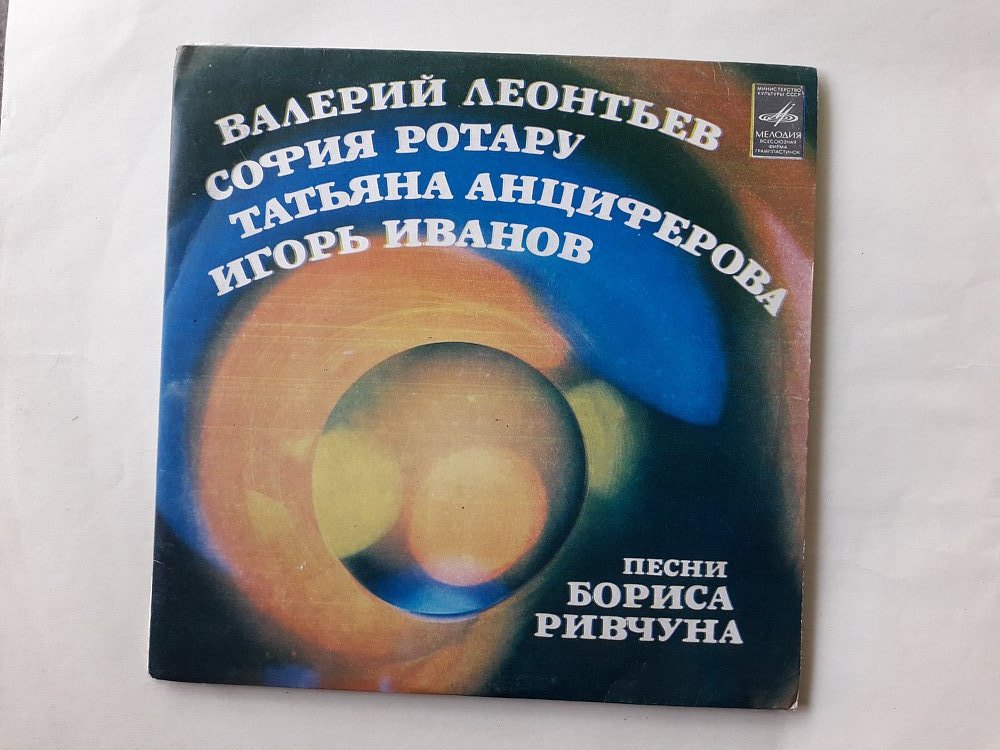 ВАЛЕРИЙ ЛЕОНТЬЕВ
СОФИЯ РОТАРУ
ТАТЬЯНА АНЦИФЕРОВА
ИГОРЬ ИВАНОВ
МИНИСТЕРСТВО
КУЛЬТУРЫ СССР
МЕЛОДИЯ
ВСЕСОЮЗНАЯ
ФИРМА
ГРАМПЛАСТИНОК
ПЕСНИ
БОРИСА
РИВЧУНА